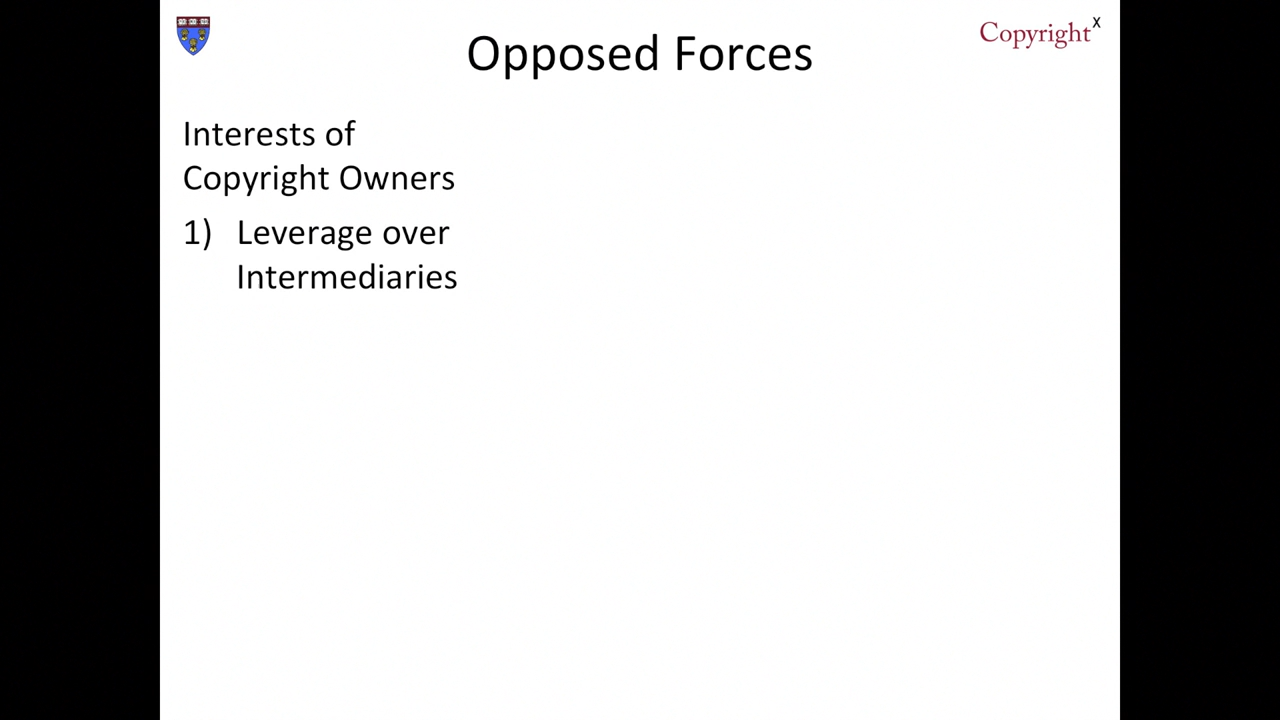 Copyright^X
Opposed Forces
Interests of
Copyright Owners
1) Leverage over
Intermediaries